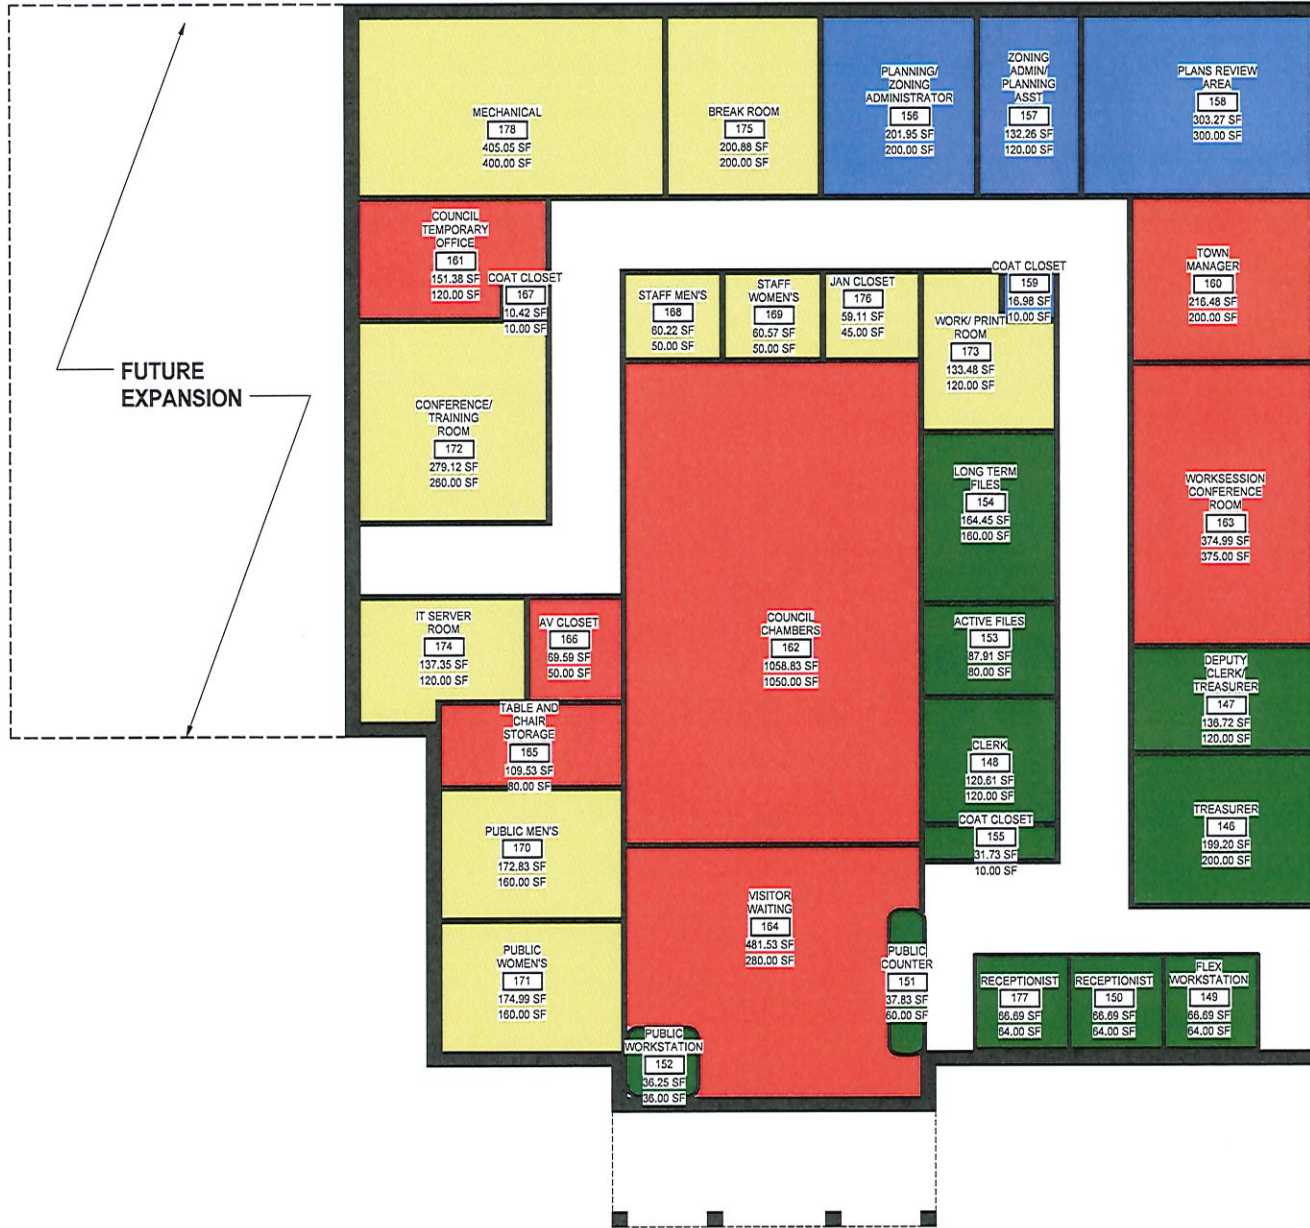 MECHANICAL
178
405.05 SF
400.00 SF
BREAK ROOM
175
200.88 SF
200.00 SF
PLANNING/
ZONING
ADMINISTRATOR
156
201.95 SF
200.00 SF
ZONING
ADMIN/
PLANNING
ASST
157
132.26 SF
120.00 SF
PLANS REVIEW
AREA
158
303.27 SF
300.00 SF
COUNCIL
TEMPORARY
OFFICE
161
151.38 SF
120.00 SF
COAT CLOSET
167
10.42 SF
10.00 SF
STAFF MEN'S
168
60.22 SF
50.00 SF
STAFF
WOMEN'S
169
60.57 SF
50.00 SF
JAN CLOSET
176
59.11 SF
45.00 SF
WORK/ PRINT
ROOM
173
133.48 SF
120.00 SF
COAT CLOSET
159
16.98 SF
10.00 SF
TOWN
MANAGER
160
216.48 SF
200.00 SF
FUTURE
EXPANSION
CONFERENCE/
TRAINING
ROOM
172
279.12 SF
260.00 SF
LONG TERM
FILES
154
164.45 SF
160.00 SF
WORKSESSION
CONFERENCE
ROOM
163
374.99 SF
375.00 SF
IT SERVER
ROOM
174
137.35 SF
120.00 SF
AV CLOSET
166
69.59 SF
50.00 SF
COUNCIL
CHAMBERS
162
1058.83 SF
1050.00 SF
ACTIVE FILES
153
87.91 SF
80.00 SF
DEPUTY
CLERK/
TREASURER
147
136.72 SF
120.00 SF
TABLE AND
CHAIR
STORAGE
165
109.53 SF
80.00 SF
CLERK
148
120.61 SF
120.00 SF
COAT CLOSET
155
31.73 SF
10.00 SF
TREASURER
146
199.20 SF
200.00 SF
PUBLIC MEN'S
170
172.83 SF
160.00 SF
VISITOR
WAITING
164
481.53 SF
280.00 SF
PUBLIC
COUNTER
151
37.83 SF
60.00 SF
PUBLIC
WOMEN'S
171
174.99 SF
160.00 SF
RECEPTIONIST
177
66.69 SF
64.00 SF
RECEPTIONIST
150
66.69 SF
64.00 SF
FLEX
WORKSTATION
149
66.69 SF
64.00 SF
PUBLIC
WORKSTATION
152
36.25 SF
36.00 SF